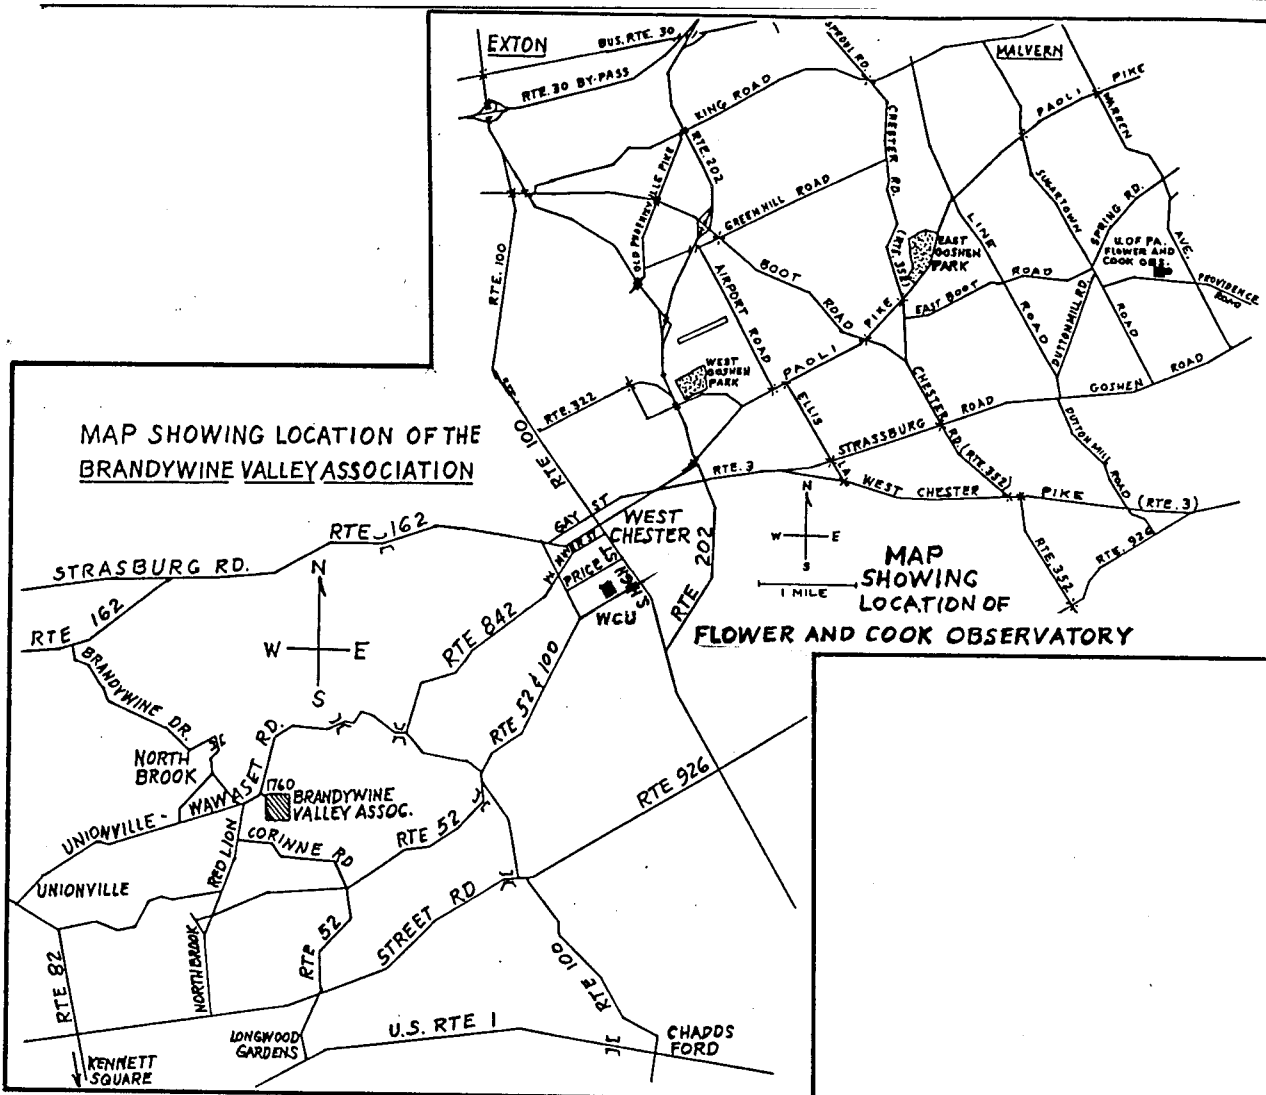 EXTON
BUS. RTE. 30
RTE. 30 BY-PASS
SPROUL RD.
MALVERN
KING ROAD
PAOLI PIKE
WARREN AVE.
RTE. 202
CHESTER RD. (RTE 352)
OLD PHOENIXVILLE PIKE
GREEN HILL ROAD
SUGARTOWN ROAD
SPRING RD.
LINE ROAD
EAST
GOSHEN
PARK
U. OF PA.
FLOWER AND
COOK OBS.
RTE. 100
BOOT ROAD
AIRPORT ROAD
EAST BOOT ROAD
DUTTON MILL RD.
PROVIDENCE
ROAD
PAOLI PIKE
WEST
GOSHEN
PARK
GOSHEN ROAD
RTE. 322
ELLIS LA.
CHESTER RD. (RTE. 352)
STRASSBURG ROAD
DUTTON MILL ROAD
MAP SHOWING LOCATION OF THE
BRANDYWINE VALLEY ASSOCIATION
RTE 100
RTE. 3
WEST CHESTER PIKE (RTE. 3)
GAY ST
WEST
CHESTER
RTE 202
N
W E
S
1 MILE
MAP
SHOWING
LOCATION OF
FLOWER AND COOK OBSERVATORY
RTE. 352
RTE. 926
RTE 162
STRASBURG RD.
PRICE ST
S HIGH ST
WCU
RTE 162
N
W E
S
RTE 842
RTE 52 & 100
BRANDYWINE DR.
NORTH
BROOK
UNIONVILLE - WAWASET RD.
1760
BRANDYWINE
VALLEY ASSOC.
RTE 926
RTE 52
CORINNE RD
RED LION
UNIONVILLE
STREET RD
RTE 52
NORTHBROOK
RTE 82
RTE 100
LONGWOOD
GARDENS
U.S. RTE 1
CHADDS
FORD
KENNETT
SQUARE